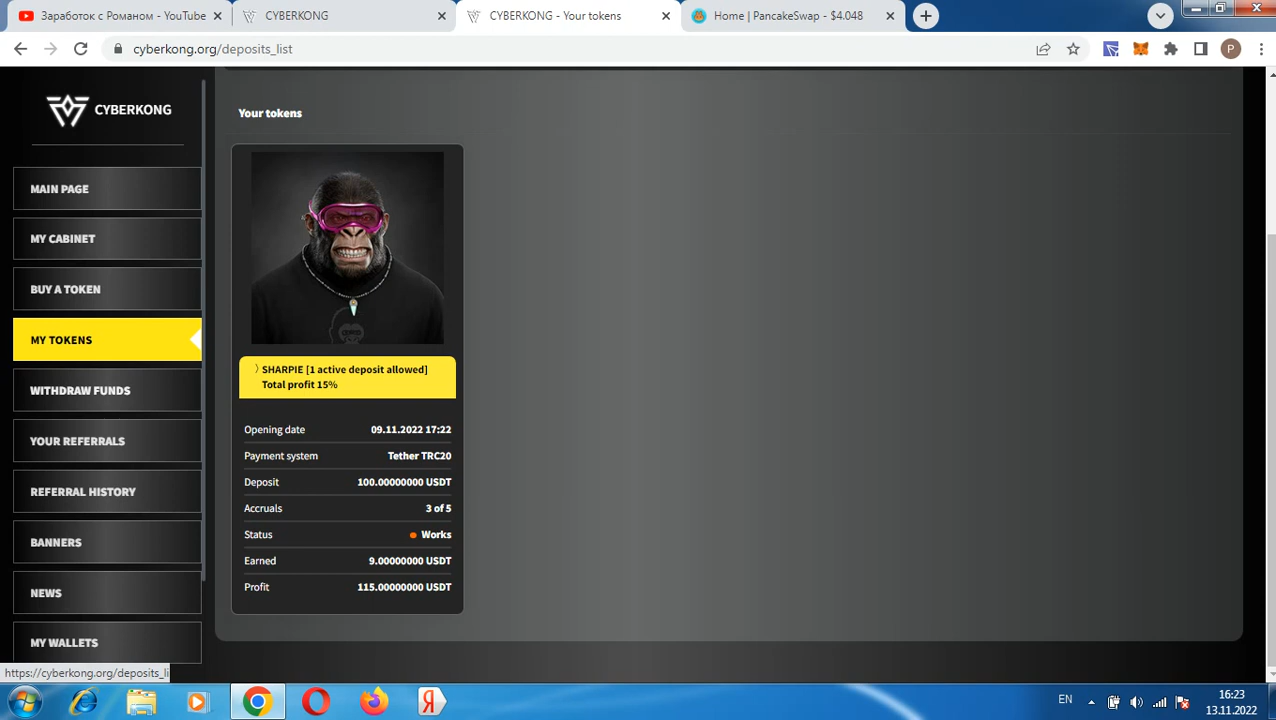 Заработок с Романом - YouTube
CYBERKONG
CYBERKONG - Your tokens
Home | PancakeSwap - $4.048
cyberkong.org/deposits_list
P
CYBERKONG
MAIN PAGE
MY CABINET
BUY A TOKEN
MY TOKENS
WITHDRAW FUNDS
YOUR REFERRALS
REFERRAL HISTORY
BANNERS
NEWS
MY WALLETS
Your tokens
SHARPIE [1 active deposit allowed]
Total profit 15%
Opening date 09.11.2022 17:22
Payment system Tether TRC20
Deposit 100.00000000 USDT
Accruals 3 of 5
Status Works
Earned 9.00000000 USDT
Profit 115.00000000 USDT
https://cyberkong.org/deposits_li
Я
EN
16:23
13.11.2022